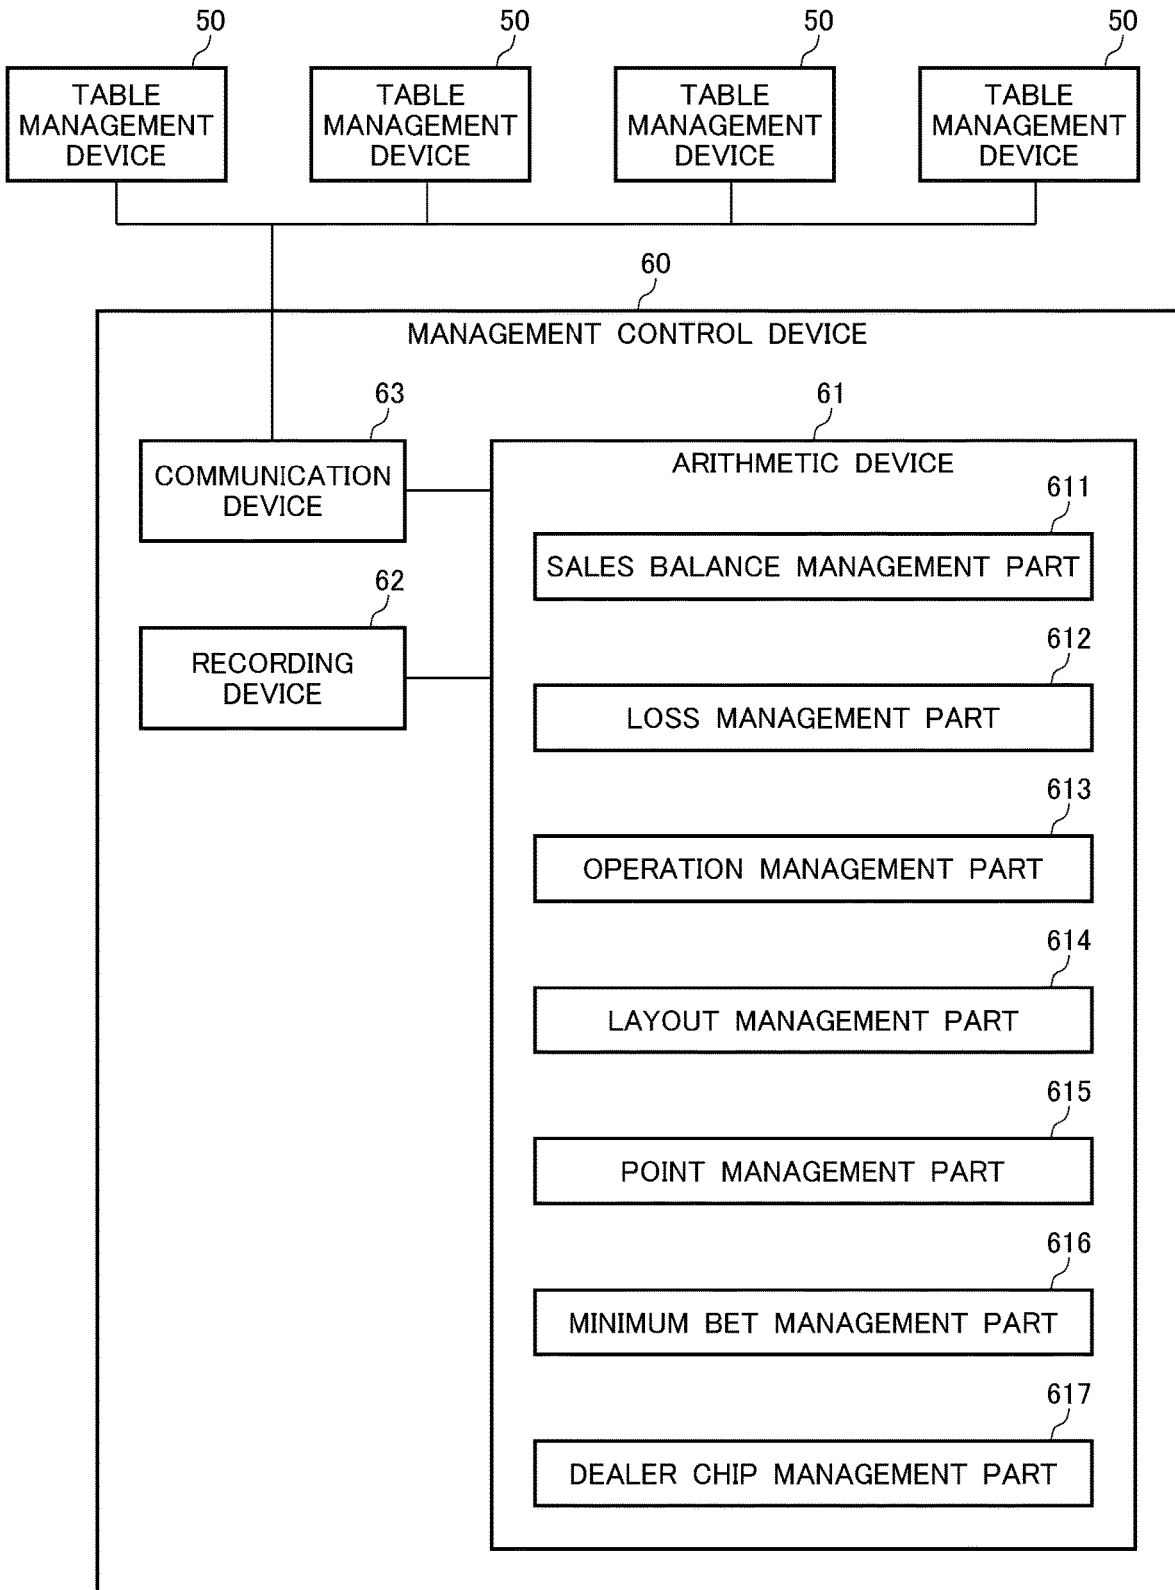 50
50
50
50
TABLE
MANAGEMENT
DEVICE
TABLE
MANAGEMENT
DEVICE
TABLE
MANAGEMENT
DEVICE
TABLE
MANAGEMENT
DEVICE
60
MANAGEMENT CONTROL DEVICE
63
COMMUNICATION
DEVICE
62
RECORDING
DEVICE
61
ARITHMETIC DEVICE
611
SALES BALANCE MANAGEMENT PART
612
LOSS MANAGEMENT PART
613
OPERATION MANAGEMENT PART
614
LAYOUT MANAGEMENT PART
615
POINT MANAGEMENT PART
616
MINIMUM BET MANAGEMENT PART
617
DEALER CHIP MANAGEMENT PART